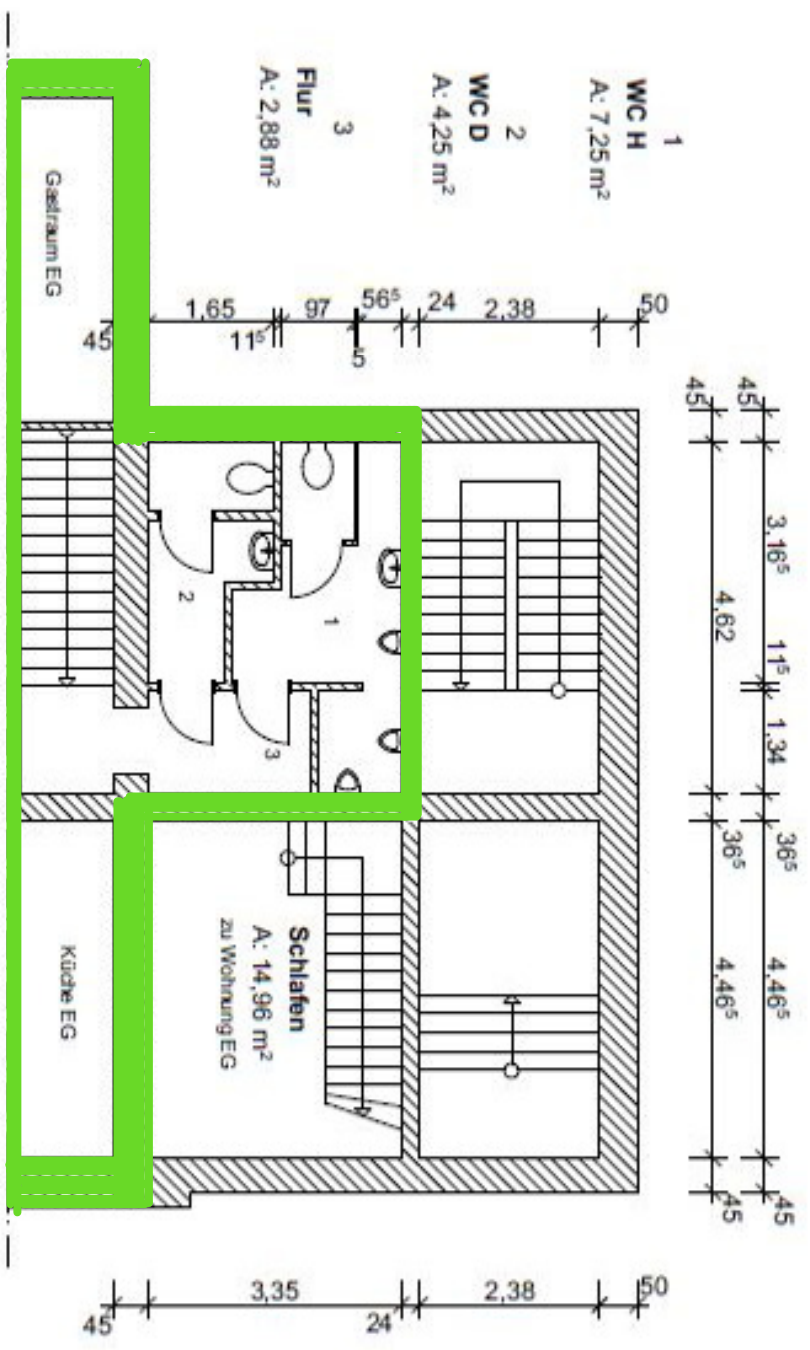 45 3,16⁵ 11⁵ 1,34 36⁵ 4,46⁵ 45
45 4,62 36⁵ 4,46⁵ 45
1
WC H
A: 7,25 m²
2
WC D
A: 4,25 m²
3
Flur
A: 2,88 m²
50
2,38
24
56⁵
5
97
11⁵
1,65
45
1
2
3
Schlafen
A: 14,96 m²
zu Wohnung EG
Gastraum EG
Küche EG
50
2,38
24
3,35
45